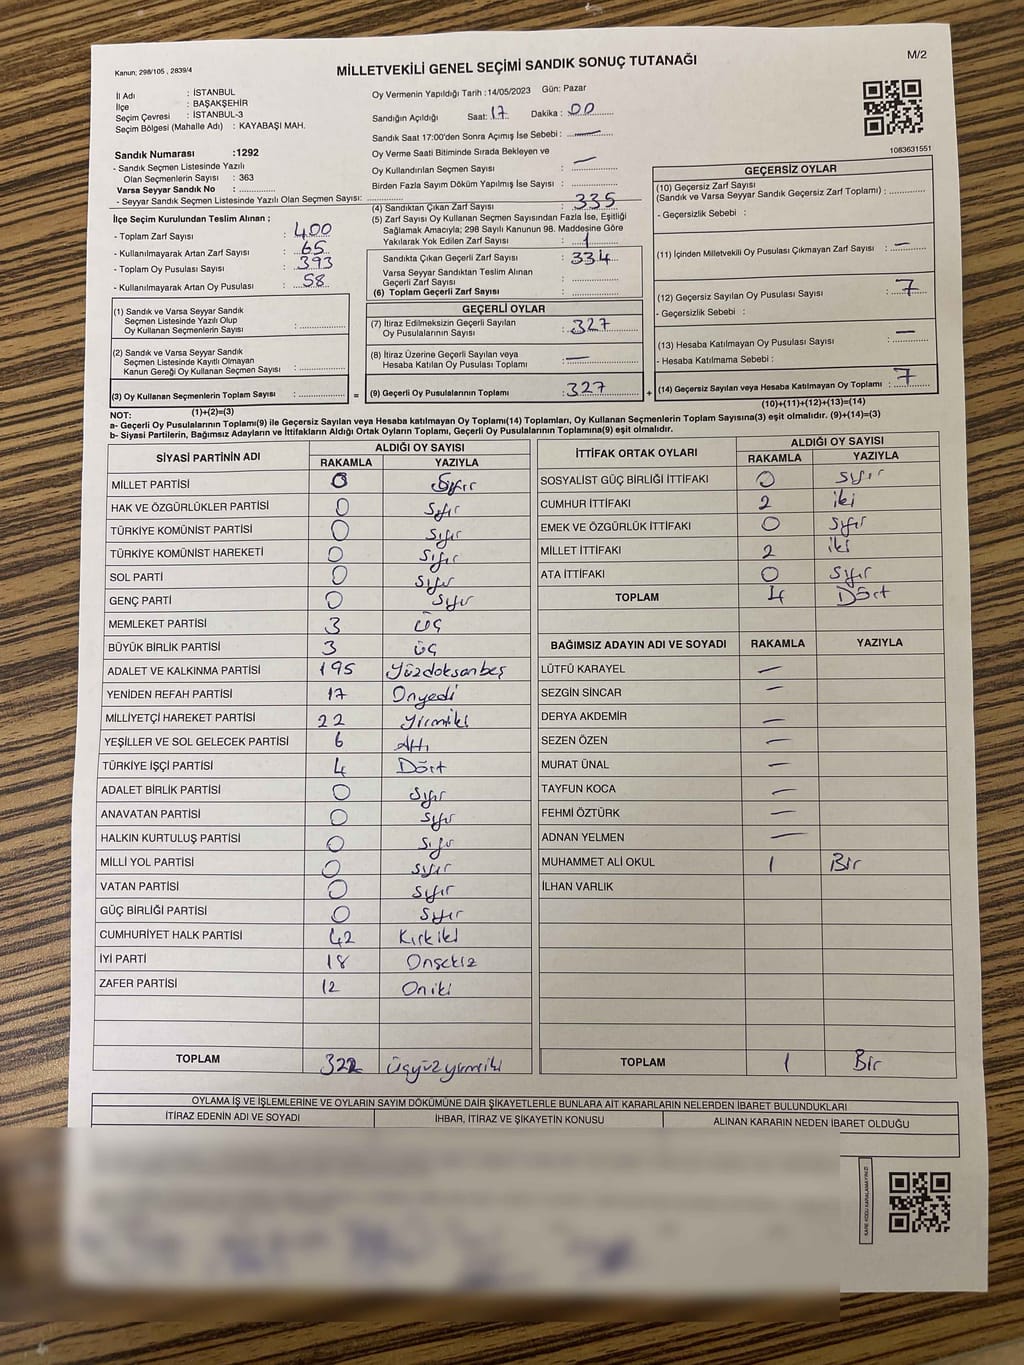 Kanun; 298/105 , 2839/4
MİLLETVEKİLİ GENEL SEÇİMİ SANDIK SONUÇ TUTANAĞI
M/2
İl Adı : İSTANBUL
İlçe : BAŞAKŞEHİR
Seçim Çevresi : İSTANBUL-3
Seçim Bölgesi (Mahalle Adı) : KAYABAŞI MAH.
Oy Vermenin Yapıldığı Tarih :14/05/2023 Gün: Pazar
Sandığın Açıldığı Saat: 17 Dakika : 00
Sandık Saat 17:00'den Sonra Açımış İse Sebebi : —
Oy Verme Saati Bitiminde Sırada Bekleyen ve
Oy Kullandırılan Seçmen Sayısı : —
Birden Fazla Sayım Döküm Yapılmış İse Sayısı :
1083631551
Sandık Numarası :1292
- Sandık Seçmen Listesinde Yazılı
Olan Seçmenlerin Sayısı : 363
Varsa Seyyar Sandık No :
- Seyyar Sandık Seçmen Listesinde Yazılı Olan Seçmen Sayısı:
İlçe Seçim Kurulundan Teslim Alınan ;
- Toplam Zarf Sayısı : 400
- Kullanılmayarak Artan Zarf Sayısı : 65
- Toplam Oy Pusulası Sayısı : 393
- Kullanılmayarak Artan Oy Pusulası : 58
(4) Sandıktan Çıkan Zarf Sayısı : 335
(5) Zarf Sayısı Oy Kullanan Seçmen Sayısından Fazla İse, Eşitliği
Sağlamak Amacıyla; 298 Sayılı Kanunun 98. Maddesine Göre
Yakılarak Yok Edilen Zarf Sayısı : 1
Sandıkta Çıkan Geçerli Zarf Sayısı : 334
Varsa Seyyar Sandıktan Teslim Alınan
Geçerli Zarf Sayısı :
(6) Toplam Geçerli Zarf Sayısı :
GEÇERSİZ OYLAR
(10) Geçersiz Zarf Sayısı
(Sandık ve Varsa Seyyar Sandık Geçersiz Zarf Toplamı) :
- Geçersizlik Sebebi :
(11) İçinden Milletvekili Oy Pusulası Çıkmayan Zarf Sayısı : —
(12) Geçersiz Sayılan Oy Pusulası Sayısı : 7
- Geçersizlik Sebebi :
(13) Hesaba Katılmayan Oy Pusulası Sayısı : —
- Hesaba Katılmama Sebebi :
(14) Geçersiz Sayılan veya Hesaba Katılmayan Oy Toplamı : 7
(10)+(11)+(12)+(13)=(14)
(1) Sandık ve Varsa Seyyar Sandık
Seçmen Listesinde Yazılı Olup
Oy Kullanan Seçmenlerin Sayısı :
(2) Sandık ve Varsa Seyyar Sandık
Seçmen Listesinde Kayıtlı Olmayan
Kanun Gereği Oy Kullanan Seçmen Sayısı :
(3) Oy Kullanan Seçmenlerin Toplam Sayısı : =
(1)+(2)=(3)
GEÇERLİ OYLAR
(7) İtiraz Edilmeksizin Geçerli Sayılan
Oy Pusulalarının Sayısı : 327
(8) İtiraz Üzerine Geçerli Sayılan veya
Hesaba Katılan Oy Pusulası Toplamı : —
(9) Geçerli Oy Pusulalarının Toplamı : 327 +
NOT:
a- Geçerli Oy Pusulalarının Toplamı(9) ile Geçersiz Sayılan veya Hesaba katılmayan Oy Toplamı(14) Toplamları, Oy Kullanan Seçmenlerin Toplam Sayısına(3) eşit olmalıdır. (9)+(14)=(3)
b- Siyasi Partilerin, Bağımsız Adayların ve İttifakların Aldığı Ortak Oyların Toplamı, Geçerli Oy Pusulalarının Toplamına(9) eşit olmalıdır.
SİYASİ PARTİNİN ADI ALDIĞI OY SAYISI
RAKAMLA YAZIYLA
MİLLET PARTİSİ 0 Sıfır
HAK VE ÖZGÜRLÜKLER PARTİSİ 0 Sıfır
TÜRKİYE KOMÜNİST PARTİSİ 0 Sıfır
TÜRKİYE KOMÜNİST HAREKETİ 0 Sıfır
SOL PARTİ 0 Sıfır
GENÇ PARTİ 0 Sıfır
MEMLEKET PARTİSİ 3 üç
BÜYÜK BİRLİK PARTİSİ 3 üç
ADALET VE KALKINMA PARTİSİ 195 Yüzdoksanbeş
YENİDEN REFAH PARTİSİ 17 Onyedi
MİLLİYETÇİ HAREKET PARTİSİ 22 yirmiki
YEŞİLLER VE SOL GELECEK PARTİSİ 6 Altı
TÜRKİYE İŞÇİ PARTİSİ 4 Dört
ADALET BİRLİK PARTİSİ 0 Sıfır
ANAVATAN PARTİSİ 0 Sıfır
HALKIN KURTULUŞ PARTİSİ 0 Sıfır
MİLLİ YOL PARTİSİ 0 Sıfır
VATAN PARTİSİ 0 Sıfır
GÜÇ BİRLİĞİ PARTİSİ 0 Sıfır
CUMHURİYET HALK PARTİSİ 42 Kırkiki
İYİ PARTİ 18 Onsekiz
ZAFER PARTİSİ 12 Oniki
TOPLAM 322 üçyüzyirmiiki
İTTİFAK ORTAK OYLARI ALDIĞI OY SAYISI
RAKAMLA YAZIYLA
SOSYALİST GÜÇ BİRLİĞİ İTTİFAKI 0 Sıfır
CUMHUR İTTİFAKI 2 iki
EMEK VE ÖZGÜRLÜK İTTİFAKI 0 Sıfır
MİLLET İTTİFAKI 2 iki
ATA İTTİFAKI 0 Sıfır
TOPLAM 4 Dört
BAĞIMSIZ ADAYIN ADI VE SOYADI RAKAMLA YAZIYLA
LÜTFÜ KARAYEL —
SEZGİN SİNCAR —
DERYA AKDEMİR —
SEZEN ÖZEN —
MURAT ÜNAL —
TAYFUN KOCA —
FEHMİ ÖZTÜRK —
ADNAN YELMEN —
MUHAMMET ALİ OKUL 1 Bir
İLHAN VARLIK
TOPLAM 1 Bir
OYLAMA İŞ VE İŞLEMLERİNE VE OYLARIN SAYIM DÖKÜMÜNE DAİR ŞİKAYETLERLE BUNLARA AİT KARARLARIN NELERDEN İBARET BULUNDUKLARI
İTİRAZ EDENİN ADI VE SOYADI İHBAR, İTİRAZ VE ŞİKAYETİN KONUSU ALINAN KARARIN NEDEN İBARET OLDUĞU
KARE KODU KARALAMAYINIZ!